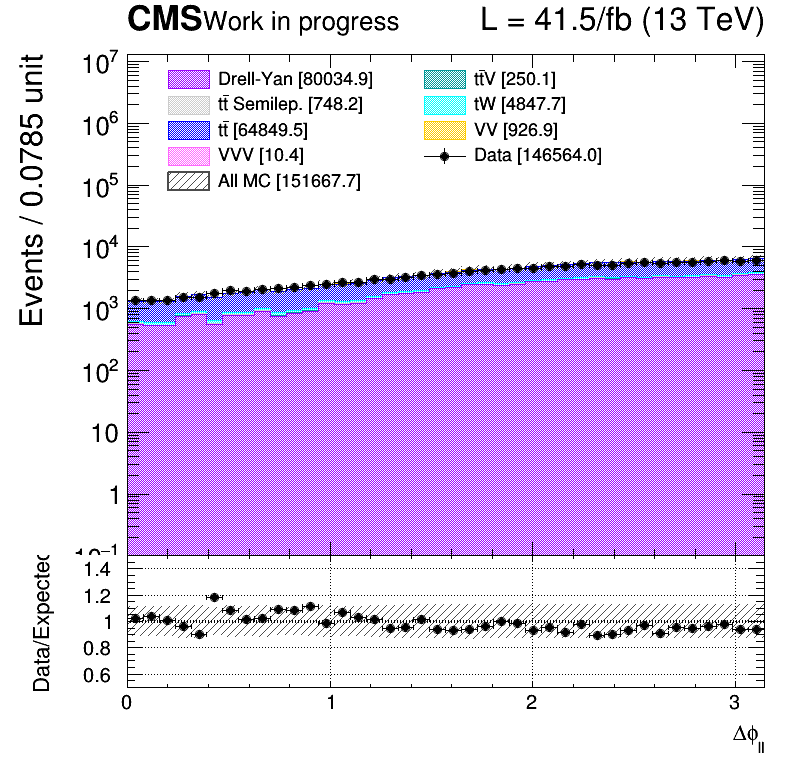 CMS Work in progress L = 41.5/fb (13 TeV)
Events / 0.0785 unit
10⁷
10⁶
10⁵
10⁴
10³
10²
10
1
10⁻¹
Drell-Yan [80034.9]
tt̄ Semilep. [748.2]
tt̄ [64849.5]
VVV [10.4]
All MC [151667.7]
tt̄V [250.1]
tW [4847.7]
VV [926.9]
Data [146564.0]
Data/Expected
1.4
1.2
1
0.8
0.6
0 1 2 3
Δϕll